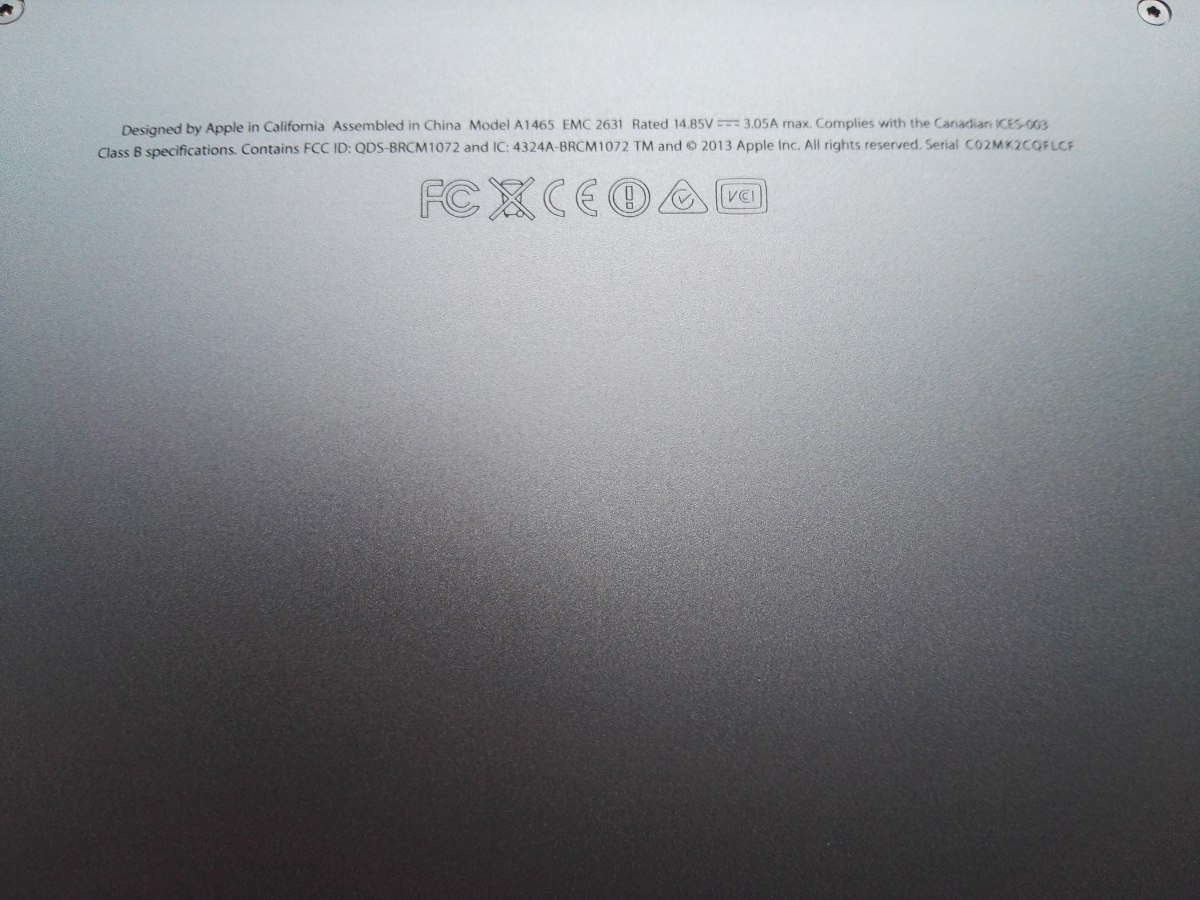 Designed by Apple in California Assembled in China Model A1465 EMC 2631 Rated 14.85V ⎓ 3.05A max. Complies with the Canadian ICES-003
Class B specifications. Contains FCC ID: QDS-BRCM1072 and IC: 4324A-BRCM1072 TM and © 2013 Apple Inc. All rights reserved. Serial C02MK2CQFLCF
FC CE VCI